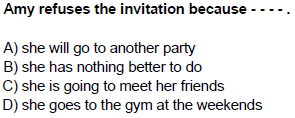 Amy refuses the invitation because - - - - .
A) she will go to another party
B) she has nothing better to do
C) she is going to meet her friends
D) she goes to the gym at the weekends